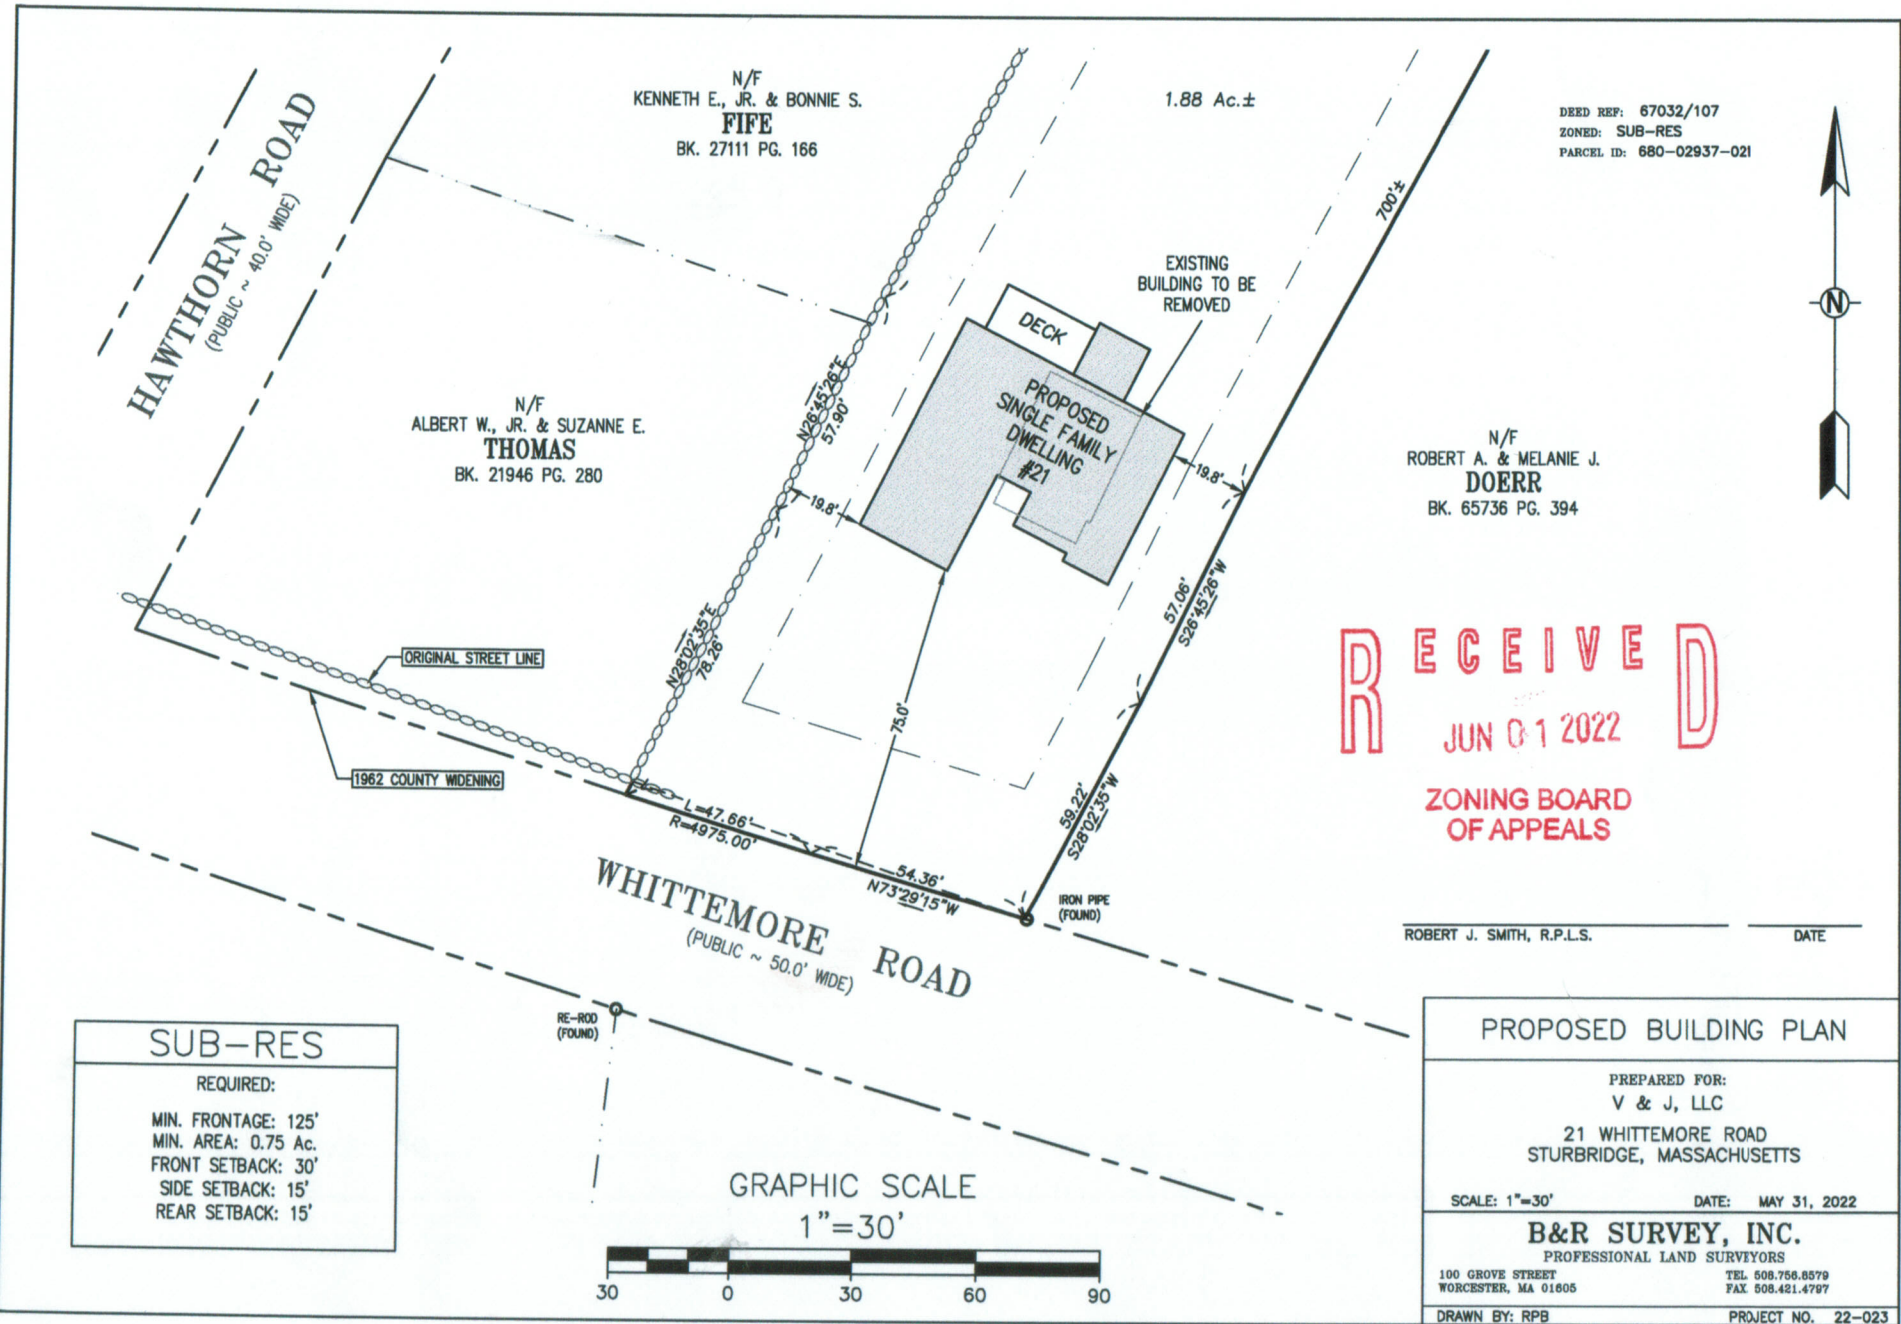 N/F
KENNETH E., JR. & BONNIE S.
FIFE
BK. 27111 PG. 166
1.88 Ac.±
DEED REF: 67032/107
ZONED: SUB-RES
PARCEL ID: 680-02937-021
HAWTHORN ROAD
(PUBLIC ~ 40.0' WIDE)
700'±
N
EXISTING
BUILDING TO BE
REMOVED
DECK
PROPOSED
SINGLE FAMILY
DWELLING
#21
N26°45'26"E
57.90'
N/F
ALBERT W., JR. & SUZANNE E.
THOMAS
BK. 21946 PG. 280
19.8'
19.8'
N/F
ROBERT A. & MELANIE J.
DOERR
BK. 65736 PG. 394
57.06'
S26°45'26"W
N28°02'35"E
78.26'
ORIGINAL STREET LINE
1962 COUNTY WIDENING
75.0'
59.22'
S28°02'35"W
RECEIVED
JUN 01 2022
ZONING BOARD
OF APPEALS
L=47.66'
R=4975.00'
54.36'
N73°29'15"W
IRON PIPE
(FOUND)
WHITTEMORE ROAD
(PUBLIC ~ 50.0' WIDE)
RE-ROD
(FOUND)
ROBERT J. SMITH, R.P.L.S.
DATE
SUB-RES
REQUIRED:
MIN. FRONTAGE: 125'
MIN. AREA: 0.75 Ac.
FRONT SETBACK: 30'
SIDE SETBACK: 15'
REAR SETBACK: 15'
GRAPHIC SCALE
1"=30'
30 0 30 60 90
PROPOSED BUILDING PLAN
PREPARED FOR:
V & J, LLC
21 WHITTEMORE ROAD
STURBRIDGE, MASSACHUSETTS
SCALE: 1"=30' DATE: MAY 31, 2022
B&R SURVEY, INC.
PROFESSIONAL LAND SURVEYORS
100 GROVE STREET
WORCESTER, MA 01605
TEL. 508.756.8579
FAX 508.421.4797
DRAWN BY: RPB PROJECT NO. 22-023